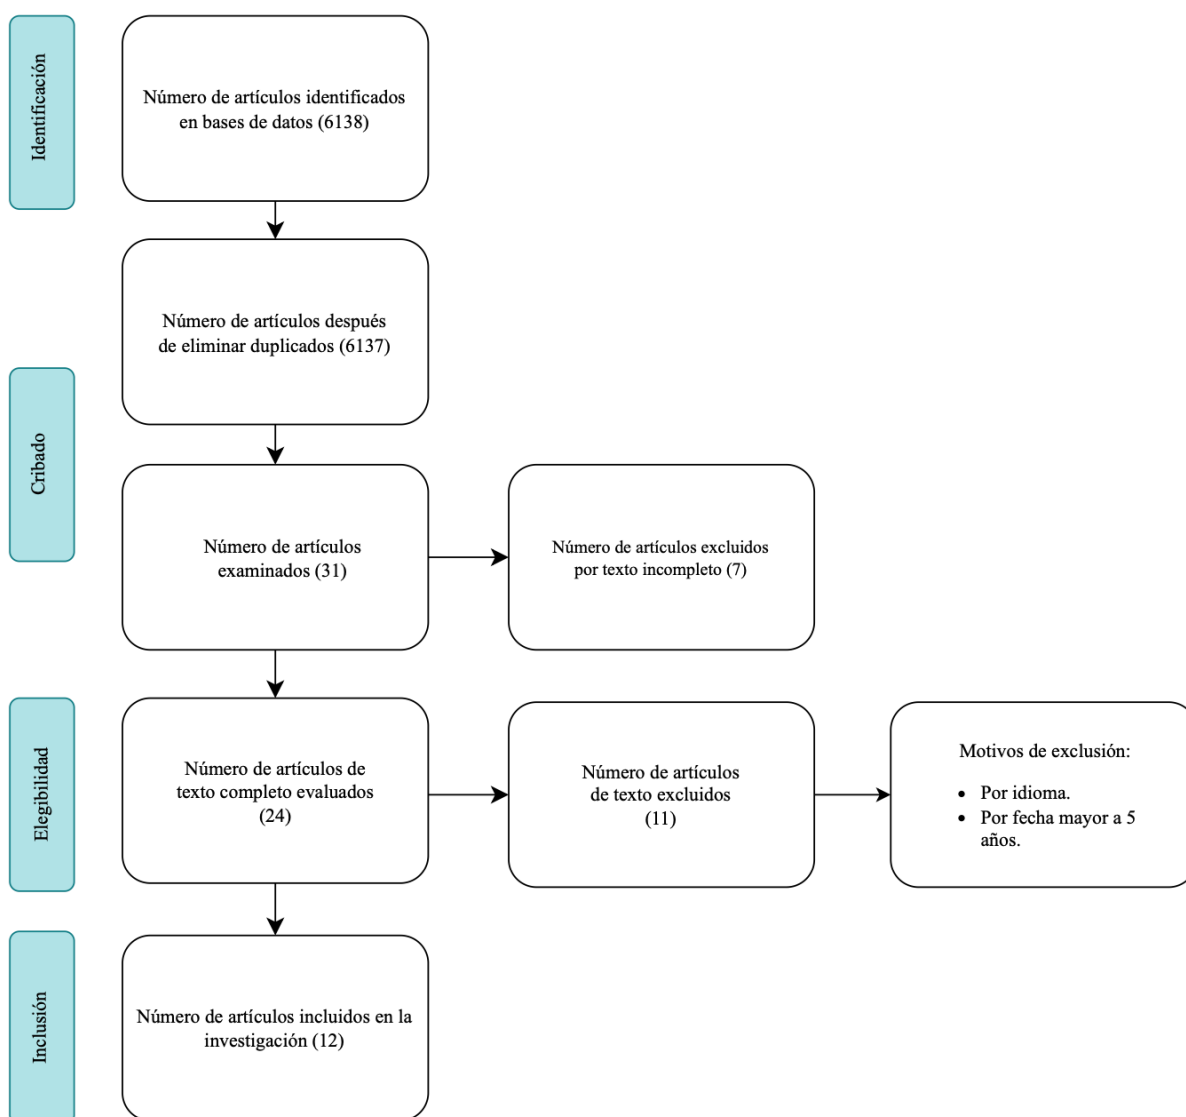 Identificación
Número de artículos identificados
en bases de datos (6138)
Número de artículos después
de eliminar duplicados (6137)
Cribado
Número de artículos
examinados (31)
Número de artículos excluidos
por texto incompleto (7)
Elegibilidad
Número de artículos de
texto completo evaluados
(24)
Número de artículos
de texto excluidos
(11)
Motivos de exclusión:
• Por idioma.
• Por fecha mayor a 5
años.
Inclusión
Número de artículos incluidos en la
investigación (12)